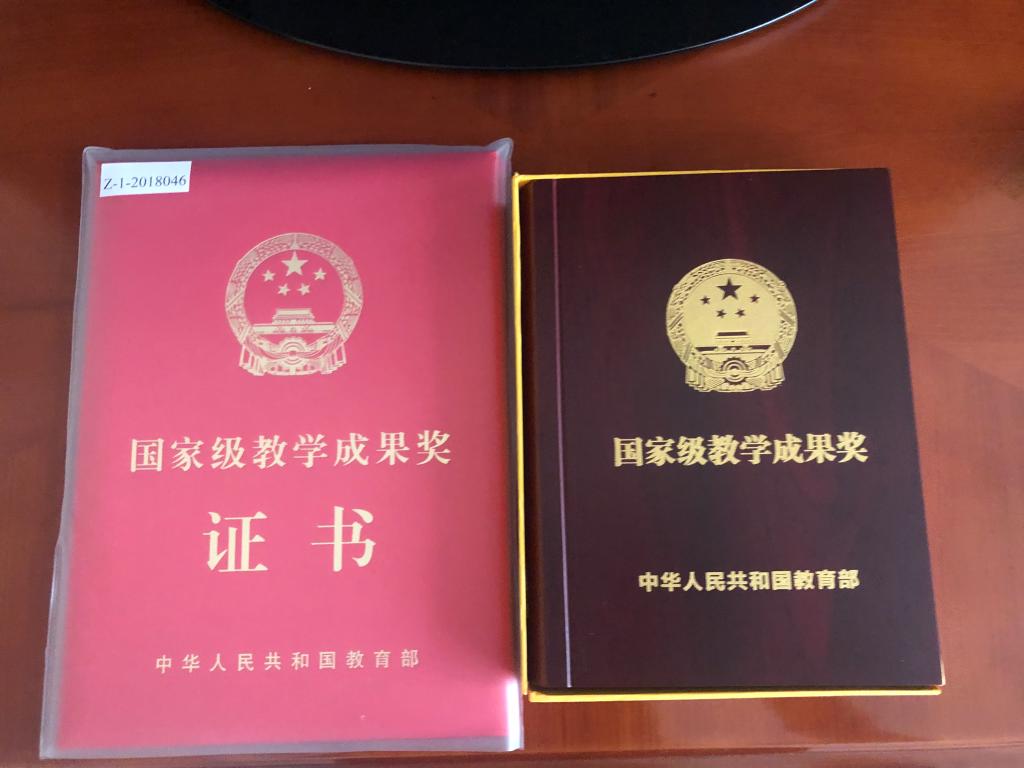 Z-1-2018046
国家级教学成果奖
证书
中华人民共和国教育部
国家级教学成果奖
中华人民共和国教育部